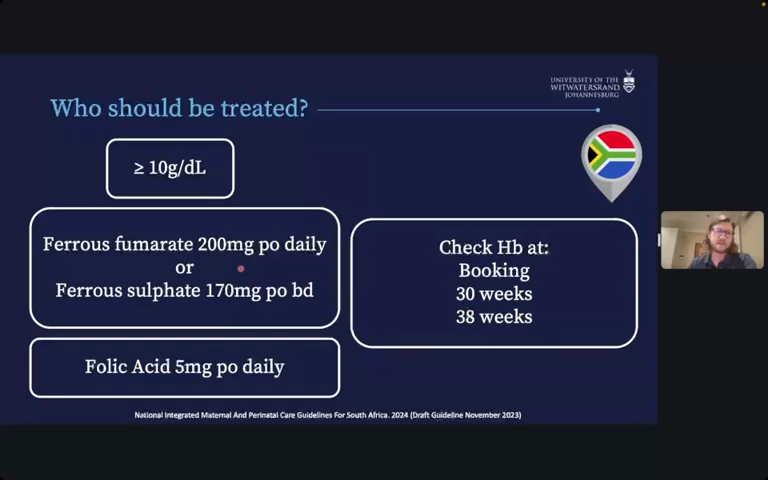 UNIVERSITY OF THE
WITWATERSRAND,
JOHANNESBURG
Who should be treated?
≥ 10g/dL
Ferrous fumarate 200mg po daily
or
Ferrous sulphate 170mg po bd
Check Hb at:
Booking
30 weeks
38 weeks
Folic Acid 5mg po daily
National Integrated Maternal And Perinatal Care Guidelines For South Africa. 2024 (Draft Guideline November 2023)